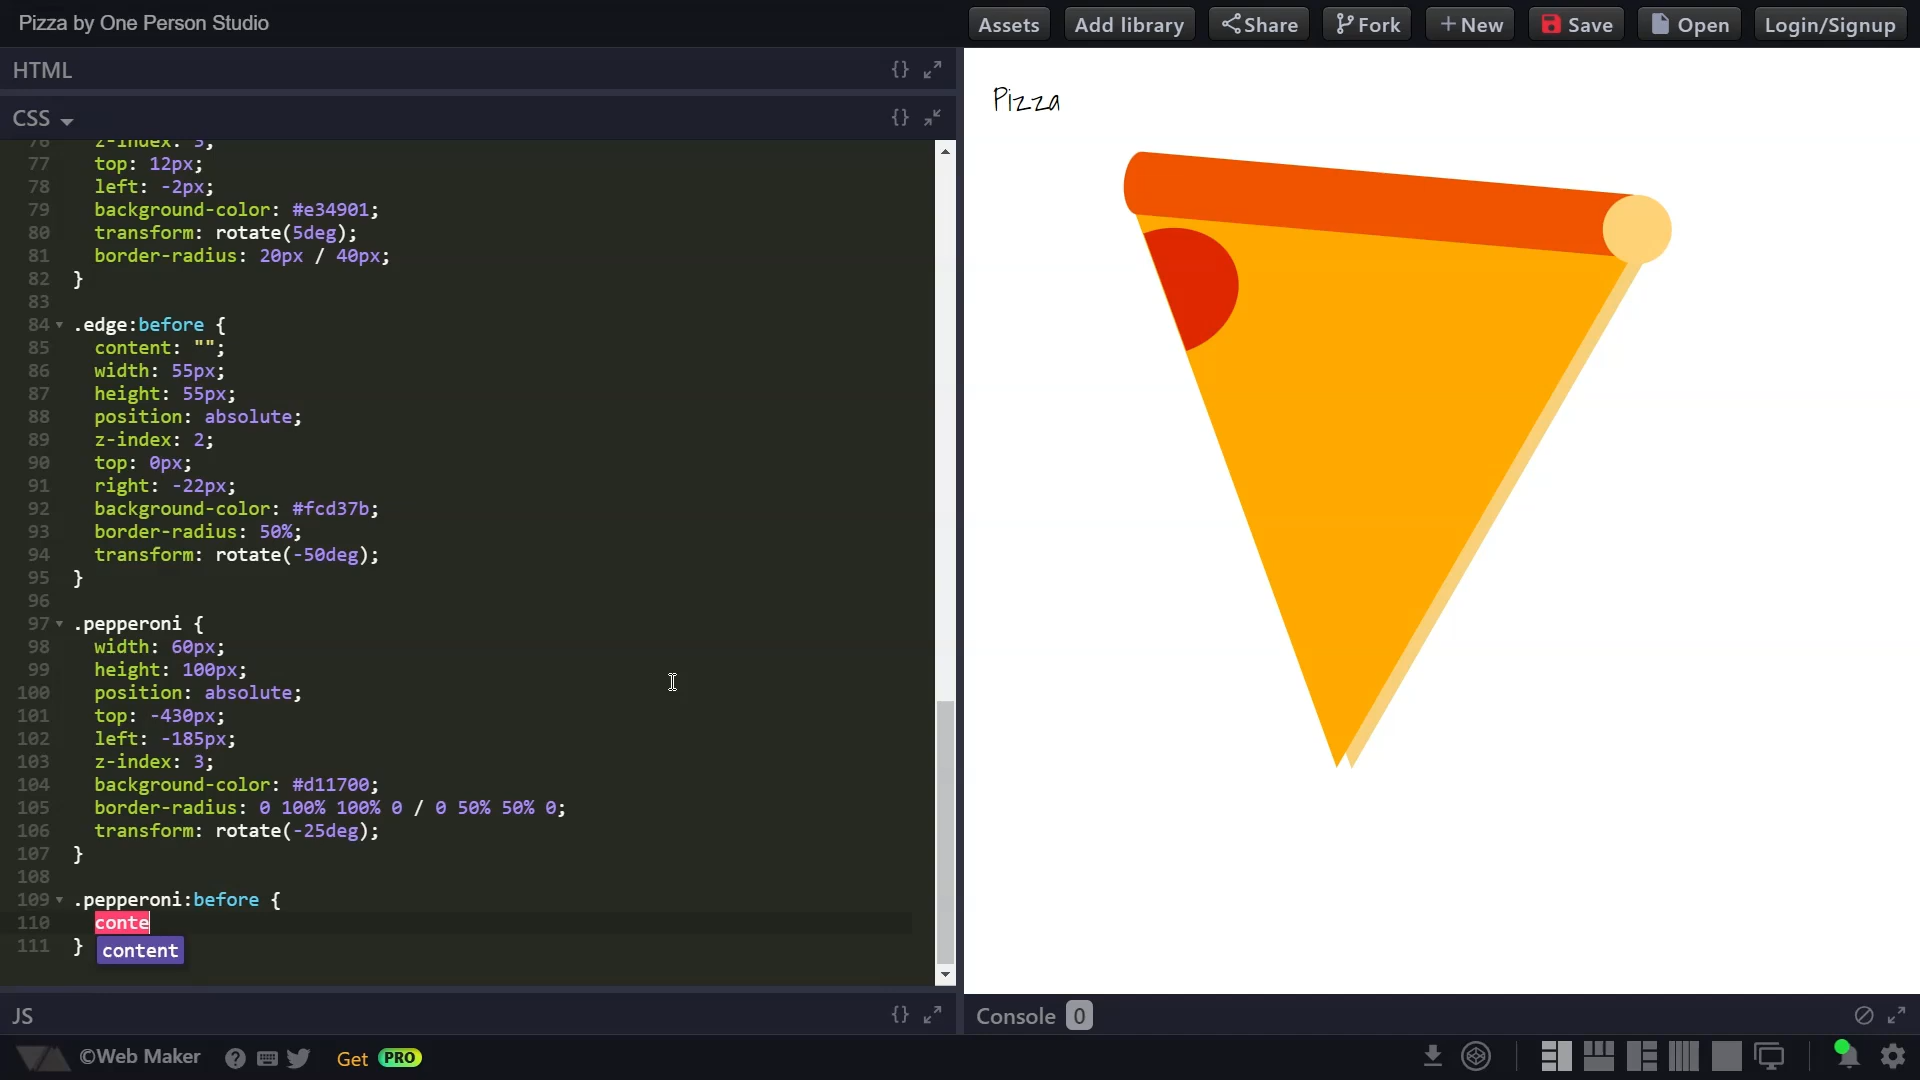 Pizza by One Person Studio
Assets
Add library
Share
Fork
+ New
Save
Open
Login/Signup
HTML
{}
CSS
{}
76 z-index: 3;
77 top: 12px;
78 left: -2px;
79 background-color: #e34901;
80 transform: rotate(5deg);
81 border-radius: 20px / 40px;
82 }
83
84 .edge:before {
85 content: "";
86 width: 55px;
87 height: 55px;
88 position: absolute;
89 z-index: 2;
90 top: 0px;
91 right: -22px;
92 background-color: #fcd37b;
93 border-radius: 50%;
94 transform: rotate(-50deg);
95 }
96
97 .pepperoni {
98 width: 60px;
99 height: 100px;
100 position: absolute;
101 top: -430px;
102 left: -185px;
103 z-index: 3;
104 background-color: #d11700;
105 border-radius: 0 100% 100% 0 / 0 50% 50% 0;
106 transform: rotate(-25deg);
107 }
108
109 .pepperoni:before {
110 conte
111 }
content
Pizza
JS
{}
Console 0
©Web Maker
?
Get PRO